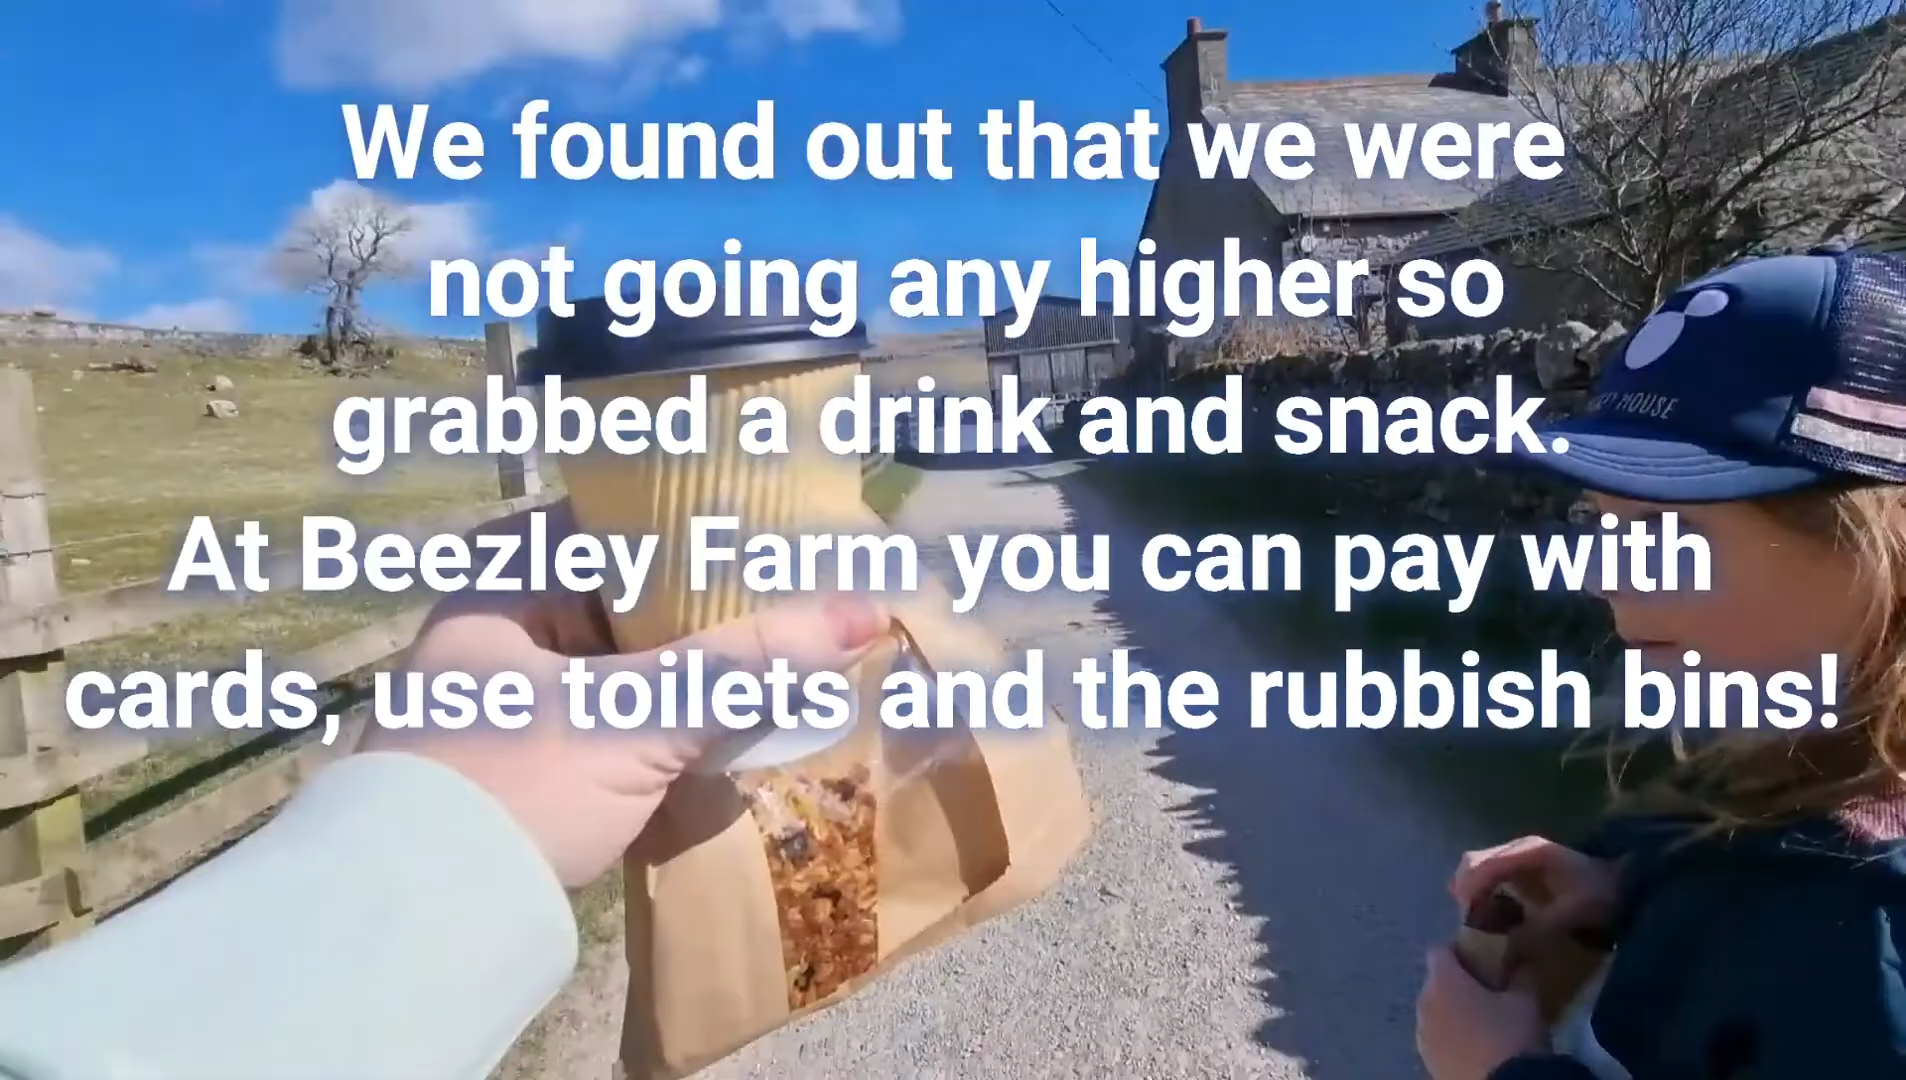 We found out that we were
not going any higher so
grabbed a drink and snack.
At Beezley Farm you can pay with
cards, use toilets and the rubbish bins!
MOUSE